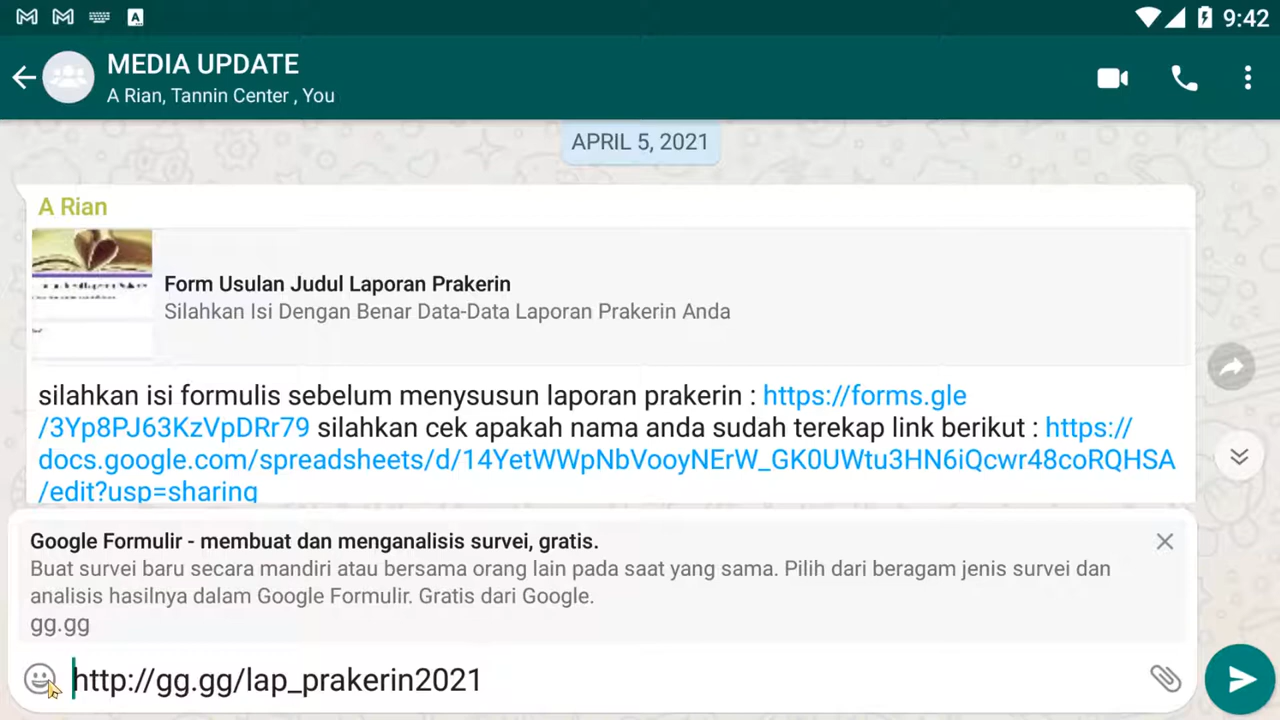 9:42
MEDIA UPDATE
A Rian, Tannin Center , You
APRIL 5, 2021
A Rian
Form Usulan Judul Laporan Prakerin
Silahkan Isi Dengan Benar Data-Data Laporan Prakerin Anda
silahkan isi formulis sebelum menysusun laporan prakerin : https://forms.gle
/3Yp8PJ63KzVpDRr79 silahkan cek apakah nama anda sudah terekap link berikut : https://
docs.google.com/spreadsheets/d/14YetWWpNbVooyNErW_GK0UWtu3HN6iQcwr48coRQHSA
/edit?usp=sharing
Google Formulir - membuat dan menganalisis survei, gratis.
Buat survei baru secara mandiri atau bersama orang lain pada saat yang sama. Pilih dari beragam jenis survei dan
analisis hasilnya dalam Google Formulir. Gratis dari Google.
gg.gg
http://gg.gg/lap_prakerin2021